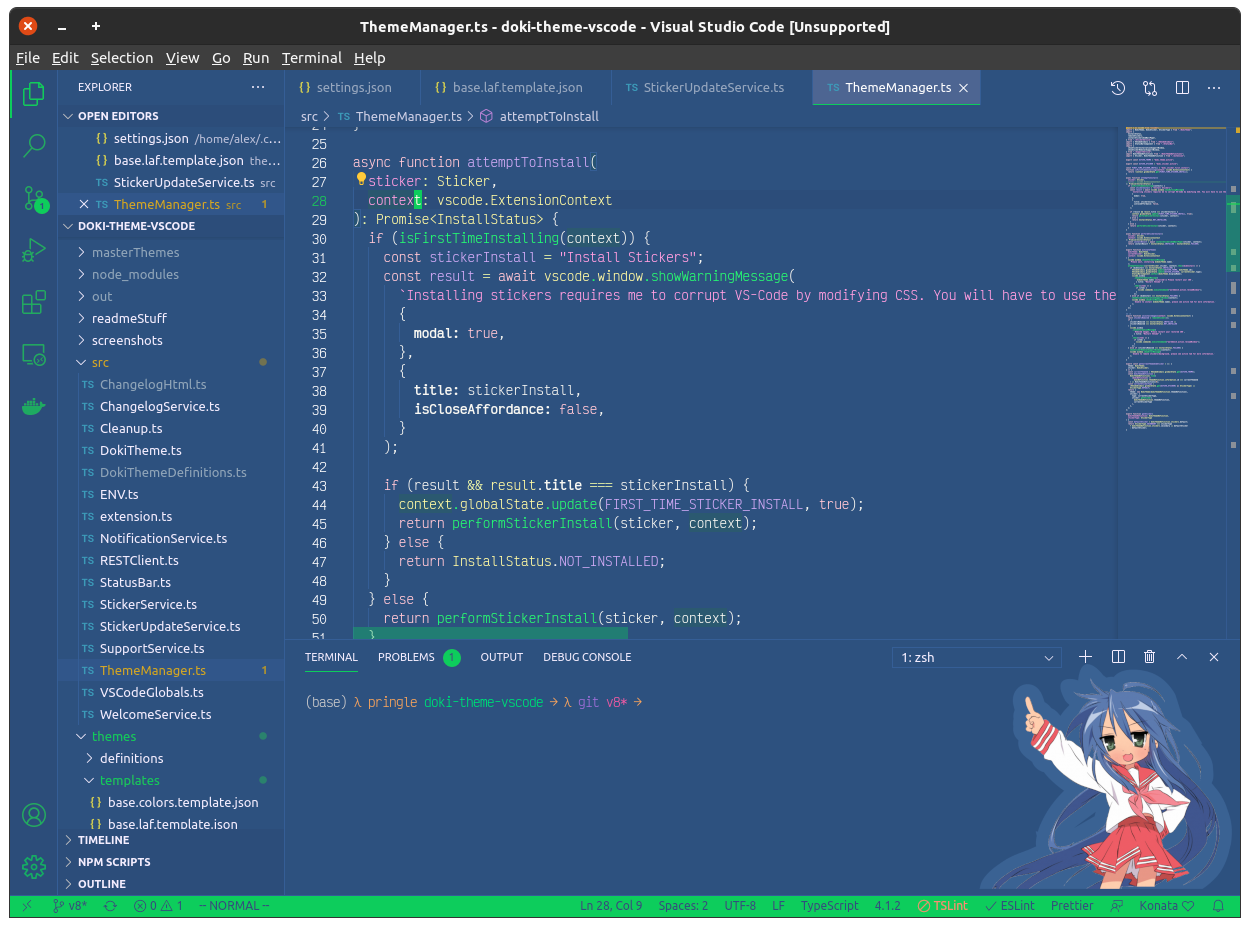 ThemeManager.ts - doki-theme-vscode - Visual Studio Code [Unsupported]
File Edit Selection View Go Run Terminal Help
EXPLORER
OPEN EDITORS
{} settings.json /home/alex/.c...
{} base.laf.template.json the...
TS StickerUpdateService.ts src
TS ThemeManager.ts src 1
DOKI-THEME-VSCODE
masterThemes
node_modules
out
readmeStuff
screenshots
src
TS ChangelogHtml.ts
TS ChangelogService.ts
TS Cleanup.ts
TS DokiTheme.ts
TS DokiThemeDefinitions.ts
TS ENV.ts
TS extension.ts
TS NotificationService.ts
TS RESTClient.ts
TS StatusBar.ts
TS StickerService.ts
TS StickerUpdateService.ts
TS SupportService.ts
TS ThemeManager.ts 1
TS VSCodeGlobals.ts
TS WelcomeService.ts
themes
definitions
templates
{} base.colors.template.json
{} base.laf.template.json
TIMELINE
NPM SCRIPTS
OUTLINE
1
{} settings.json {} base.laf.template.json TS StickerUpdateService.ts TS ThemeManager.ts
src > TS ThemeManager.ts > attemptToInstall
24 }
25
26 async function attemptToInstall(
27 sticker: Sticker,
28 context: vscode.ExtensionContext
29 ): Promise<InstallStatus> {
30 if (isFirstTimeInstalling(context)) {
31 const stickerInstall = "Install Stickers";
32 const result = await vscode.window.showWarningMessage(
33 `Installing stickers requires me to corrupt VS-Code by modifying CSS. You will have to use the
34 {
35 modal: true,
36 },
37 {
38 title: stickerInstall,
39 isCloseAffordance: false,
40 }
41 );
42
43 if (result && result.title === stickerInstall) {
44 context.globalState.update(FIRST_TIME_STICKER_INSTALL, true);
45 return performStickerInstall(sticker, context);
46 } else {
47 return InstallStatus.NOT_INSTALLED;
48 }
49 } else {
50 return performStickerInstall(sticker, context);
51 }
TERMINAL PROBLEMS 1 OUTPUT DEBUG CONSOLE 1: zsh
(base) λ pringle doki-theme-vscode → λ git v8* →
v8* 0 1 -- NORMAL -- Ln 28, Col 9 Spaces: 2 UTF-8 LF TypeScript 4.1.2 TSLint ESLint Prettier Konata ♡